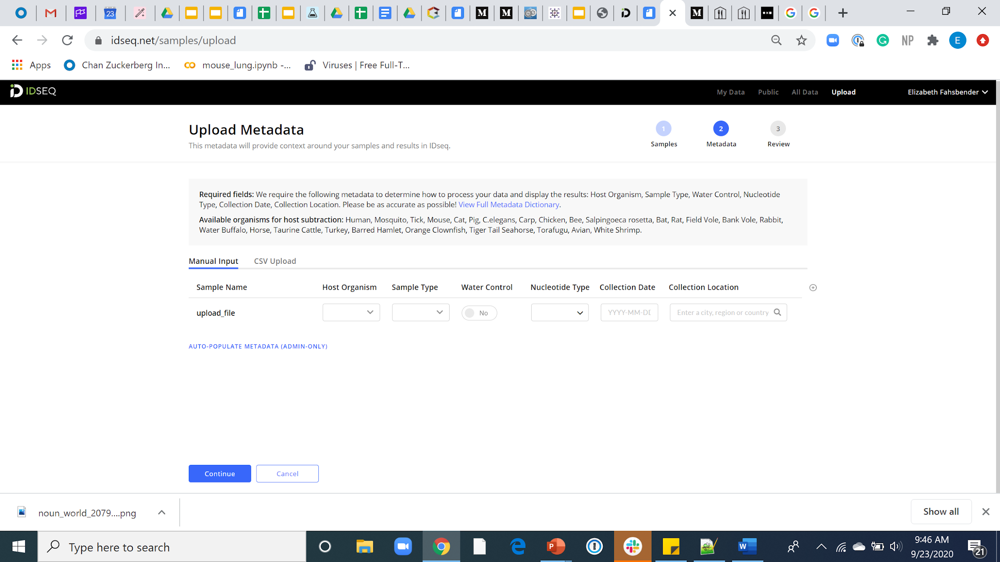 23
idseq.net/samples/upload
NP
E
Apps
Chan Zuckerberg In...
mouse_lung.ipynb -...
Viruses | Free Full-T...
IDSEQ
My Data
Public
All Data
Upload
Elizabeth Fahsbender
Upload Metadata
This metadata will provide context around your samples and results in IDseq.
1
2
3
Samples
Metadata
Review
Required fields: We require the following metadata to determine how to process your data and display the results: Host Organism, Sample Type, Water Control, Nucleotide
Type, Collection Date, Collection Location. Please be as accurate as possible! View Full Metadata Dictionary.
Available organisms for host subtraction: Human, Mosquito, Tick, Mouse, Cat, Pig, C.elegans, Carp, Chicken, Bee, Salpingoeca rosetta, Bat, Rat, Field Vole, Bank Vole, Rabbit,
Water Buffalo, Horse, Taurine Cattle, Turkey, Barred Hamlet, Orange Clownfish, Tiger Tail Seahorse, Torafugu, Avian, White Shrimp.
Manual Input
CSV Upload
Sample Name
Host Organism
Sample Type
Water Control
Nucleotide Type
Collection Date
Collection Location
upload_file
No
YYYY-MM-DD
Enter a city, region or country
AUTO-POPULATE METADATA (ADMIN-ONLY)
Continue
Cancel
noun_world_2079....png
Show all
Type here to search
9:46 AM
9/23/2020
21